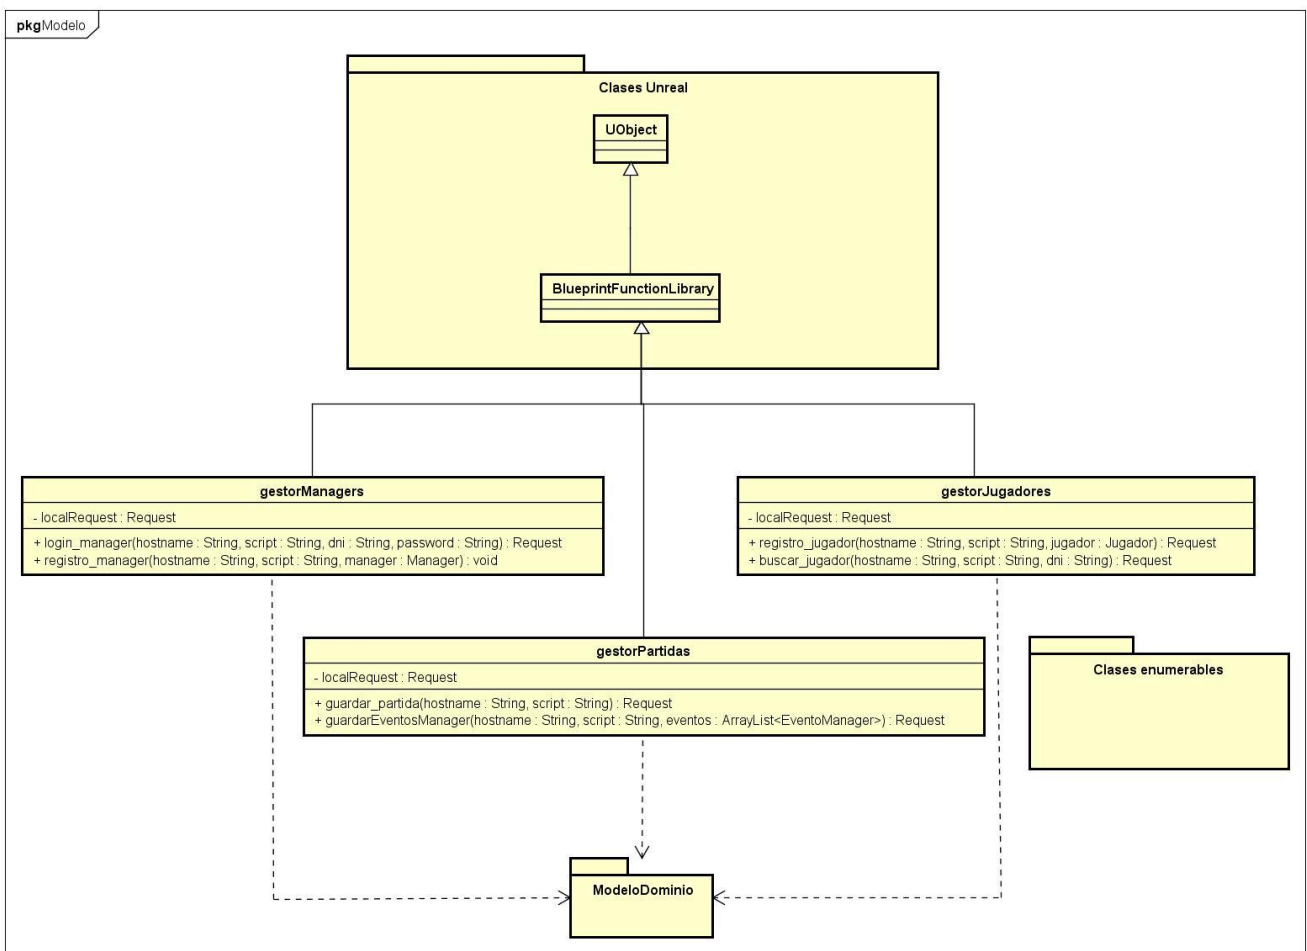 pkg Modelo
Clases Unreal
UObject
BlueprintFunctionLibrary
gestorManagers
- localRequest : Request
+ login_manager(hostname : String, script : String, dni : String, password : String) : Request
+ registro_manager(hostname : String, script : String, manager : Manager) : void
gestorJugadores
- localRequest : Request
+ registro_jugador(hostname : String, script : String, jugador : Jugador) : Request
+ buscar_jugador(hostname : String, script : String, dni : String) : Request
gestorPartidas
- localRequest : Request
+ guardar_partida(hostname : String, script : String) : Request
+ guardarEventosManager(hostname : String, script : String, eventos : ArrayList<EventoManager>) : Request
Clases enumerables
ModeloDominio